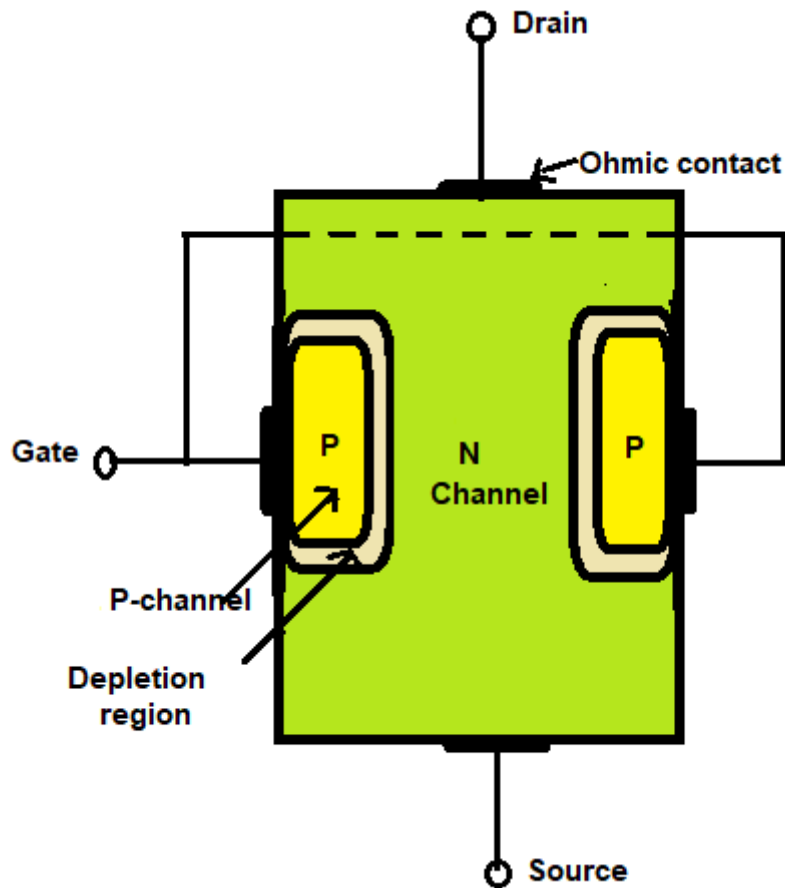 Drain
Ohmic contact
Gate
P
N
Channel
P
P-channel
Depletion
region
Source